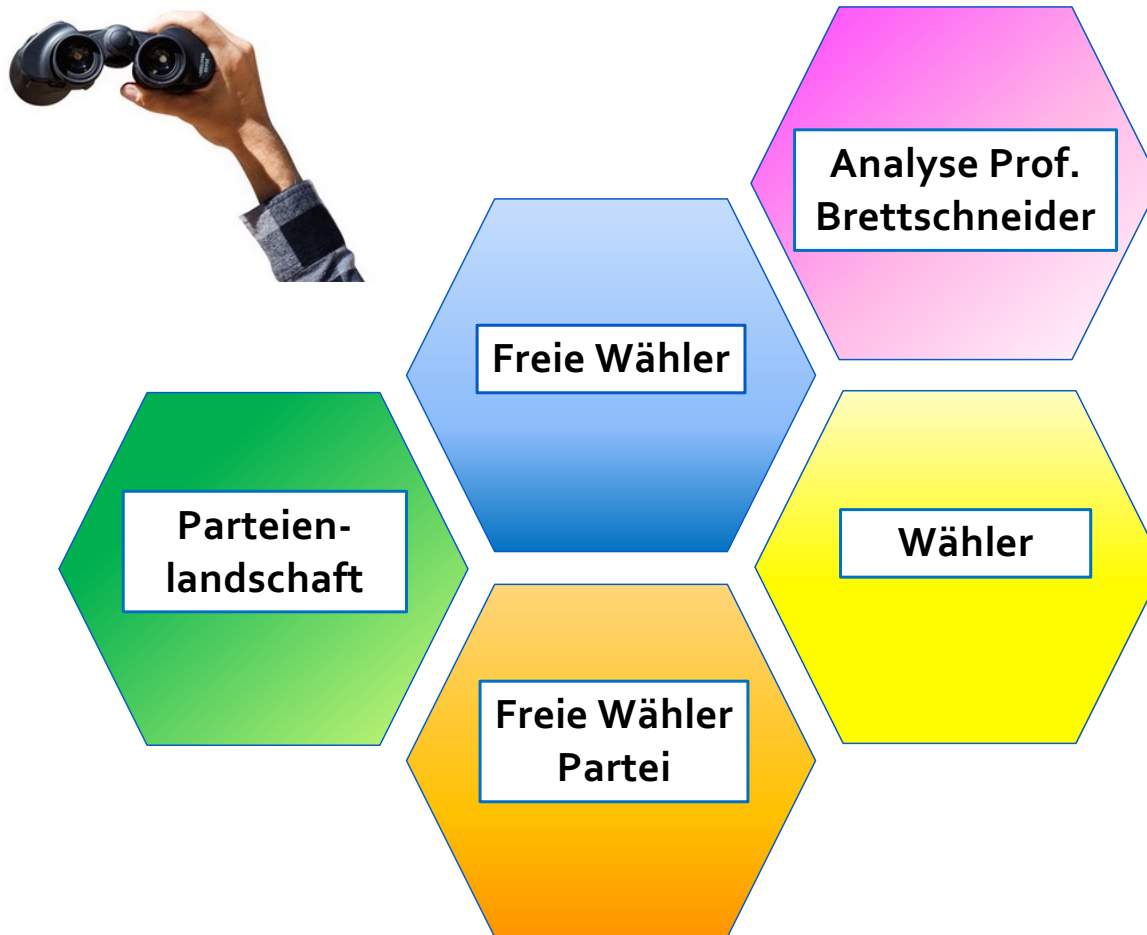 Analyse Prof.
Brettschneider
Freie Wähler
Parteien-
landschaft
Wähler
Freie Wähler
Partei